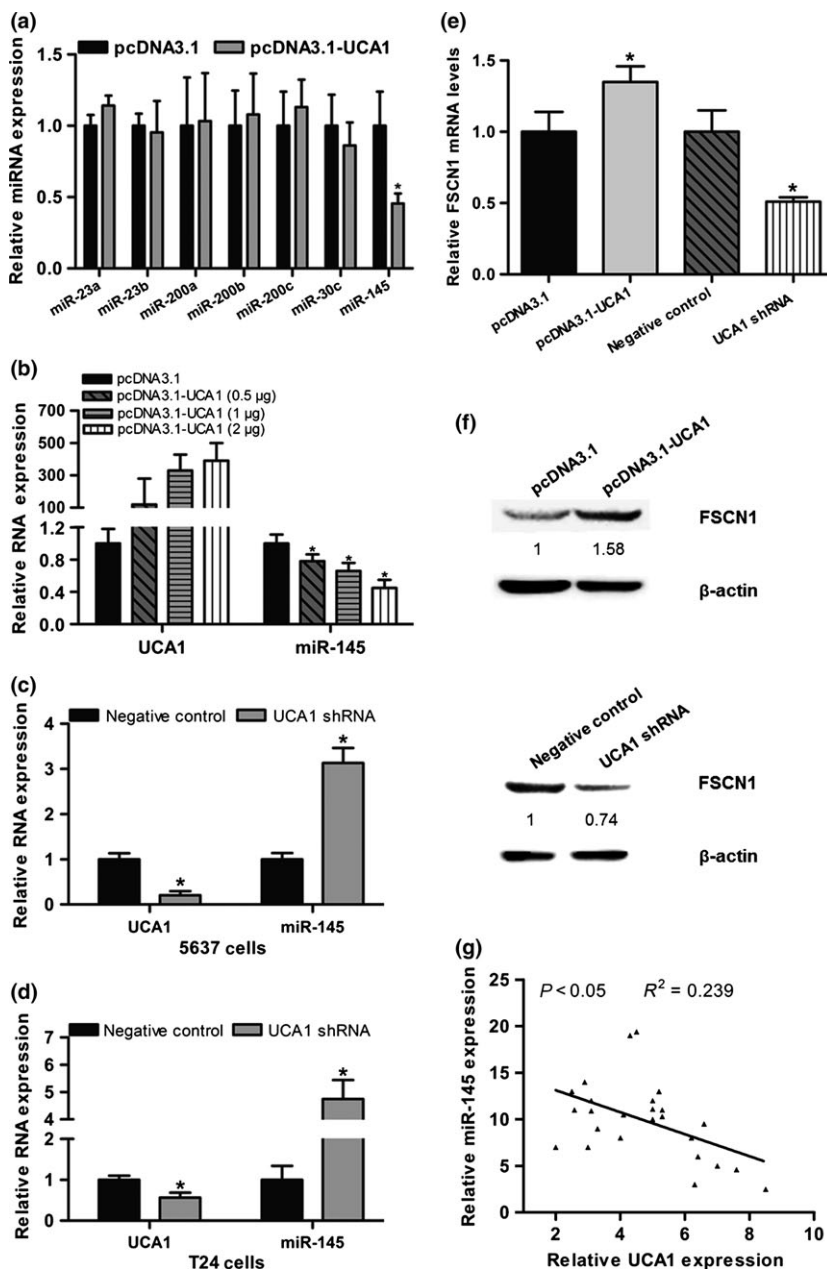 (a)
pcDNA3.1 pcDNA3.1-UCA1
Relative miRNA expression
1.5
1.0
0.5
0.0
miR-23a miR-23b miR-200a miR-200b miR-200c miR-30c miR-145
*
(b)
pcDNA3.1
pcDNA3.1-UCA1 (0.5 µg)
pcDNA3.1-UCA1 (1 µg)
pcDNA3.1-UCA1 (2 µg)
Relative RNA expression
700
500
300
100
1.2
0.8
0.4
0.0
* * *
UCA1 miR-145
(c)
Negative control UCA1 shRNA
Relative RNA expression
4
3
2
1
0
* *
UCA1 miR-145
5637 cells
(d)
Negative control UCA1 shRNA
Relative RNA expression
7
6
5
4
2
1
0
* *
UCA1 miR-145
T24 cells
(e)
Relative FSCN1 mRNA levels
1.5
1.0
0.5
0.0
* *
pcDNA3.1 pcDNA3.1-UCA1 Negative control UCA1 shRNA
(f)
pcDNA3.1 pcDNA3.1-UCA1
FSCN1
1 1.58
β-actin
Negative control UCA1 shRNA
FSCN1
1 0.74
β-actin
(g)
P < 0.05 R² = 0.239
Relative miR-145 expression
25
20
15
10
5
0
2 4 6 8 10
Relative UCA1 expression